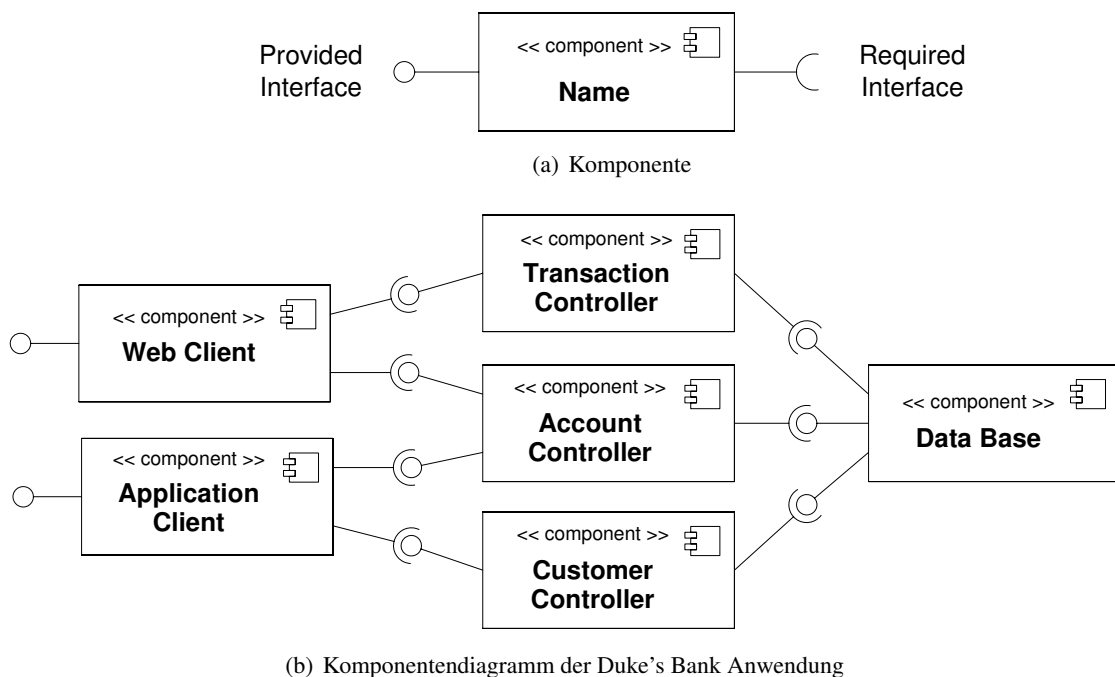 Provided
Interface
<< component >>
Name
Required
Interface
(a) Komponente
<< component >>
Transaction
Controller
<< component >>
Web Client
<< component >>
Account
Controller
<< component >>
Data Base
<< component >>
Application
Client
<< component >>
Customer
Controller
(b) Komponentendiagramm der Duke's Bank Anwendung